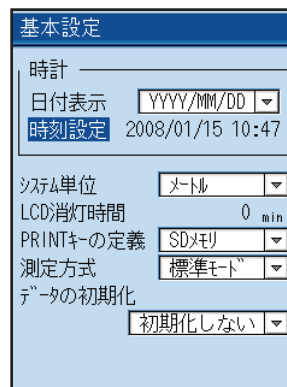 基本設定
時計
日付表示 YYYY/MM/DD
時刻設定 2008/01/15 10:47
ｼｽﾃﾑ単位 ﾒｰﾄﾙ
LCD消灯時間 0 min
PRINTｷｰの定義 SDﾒﾓﾘ
測定方式 標準ﾓｰﾄﾞ
ﾃﾞｰﾀの初期化
初期化しない